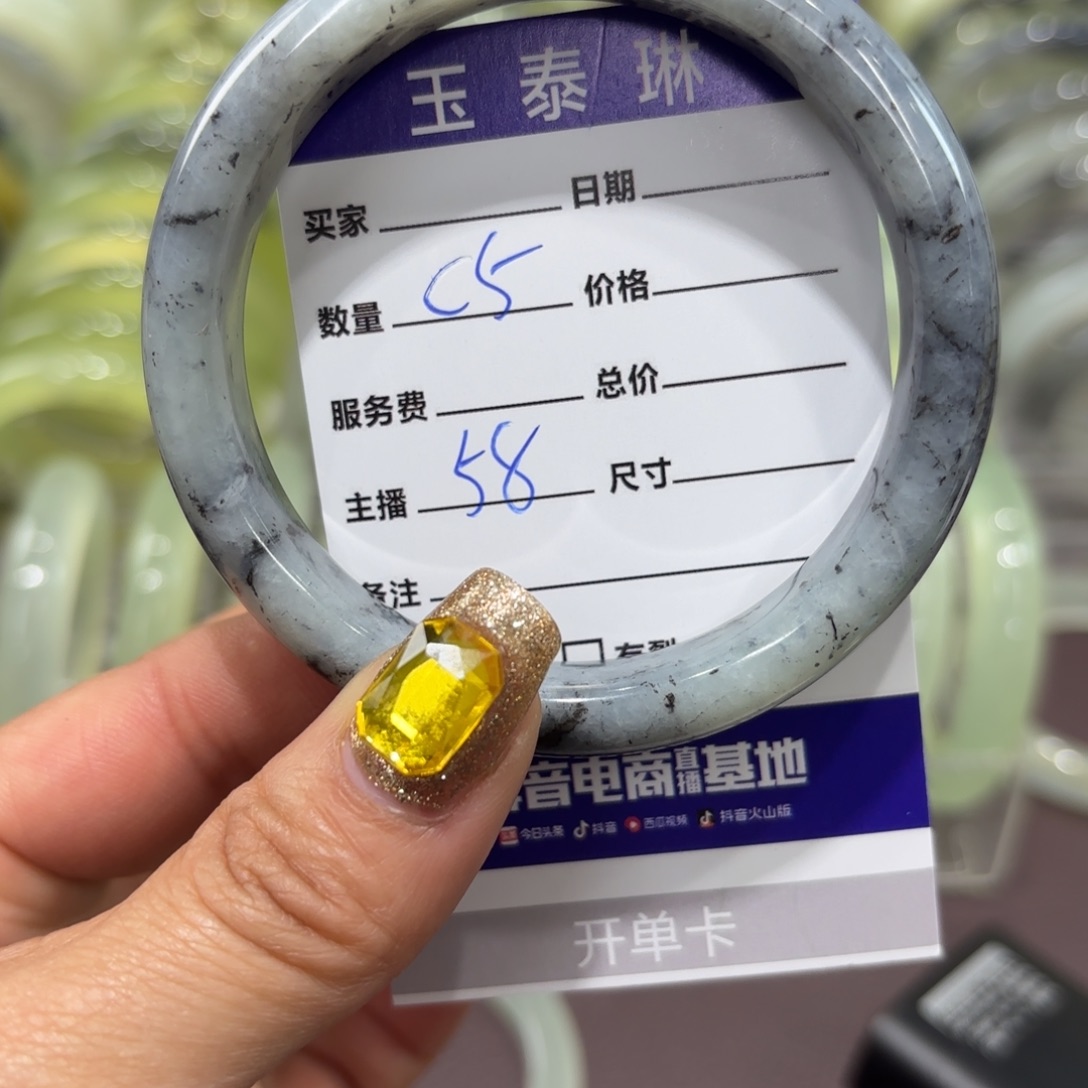 玉泰琳
买家 日期
数量 C5 价格
服务费 总价
主播 58 尺寸
备注
音电商直播基地
今日头条 抖音 西瓜视频 抖音火山版
开单卡